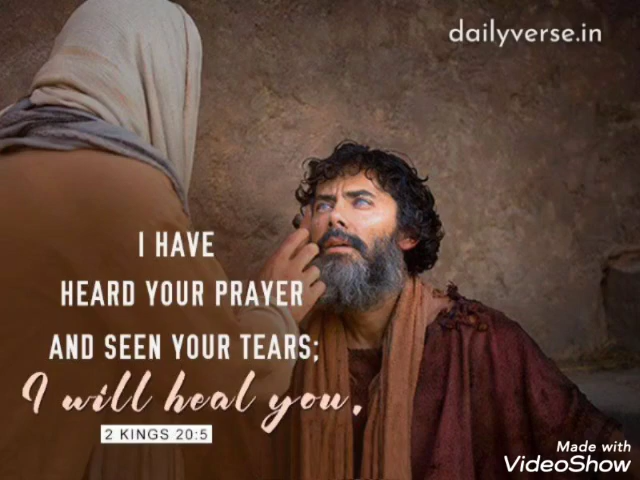 dailyverse.in
I HAVE
HEARD YOUR PRAYER
AND SEEN YOUR TEARS;
I will heal you.
2 KINGS 20:5
Made with
VideoShow